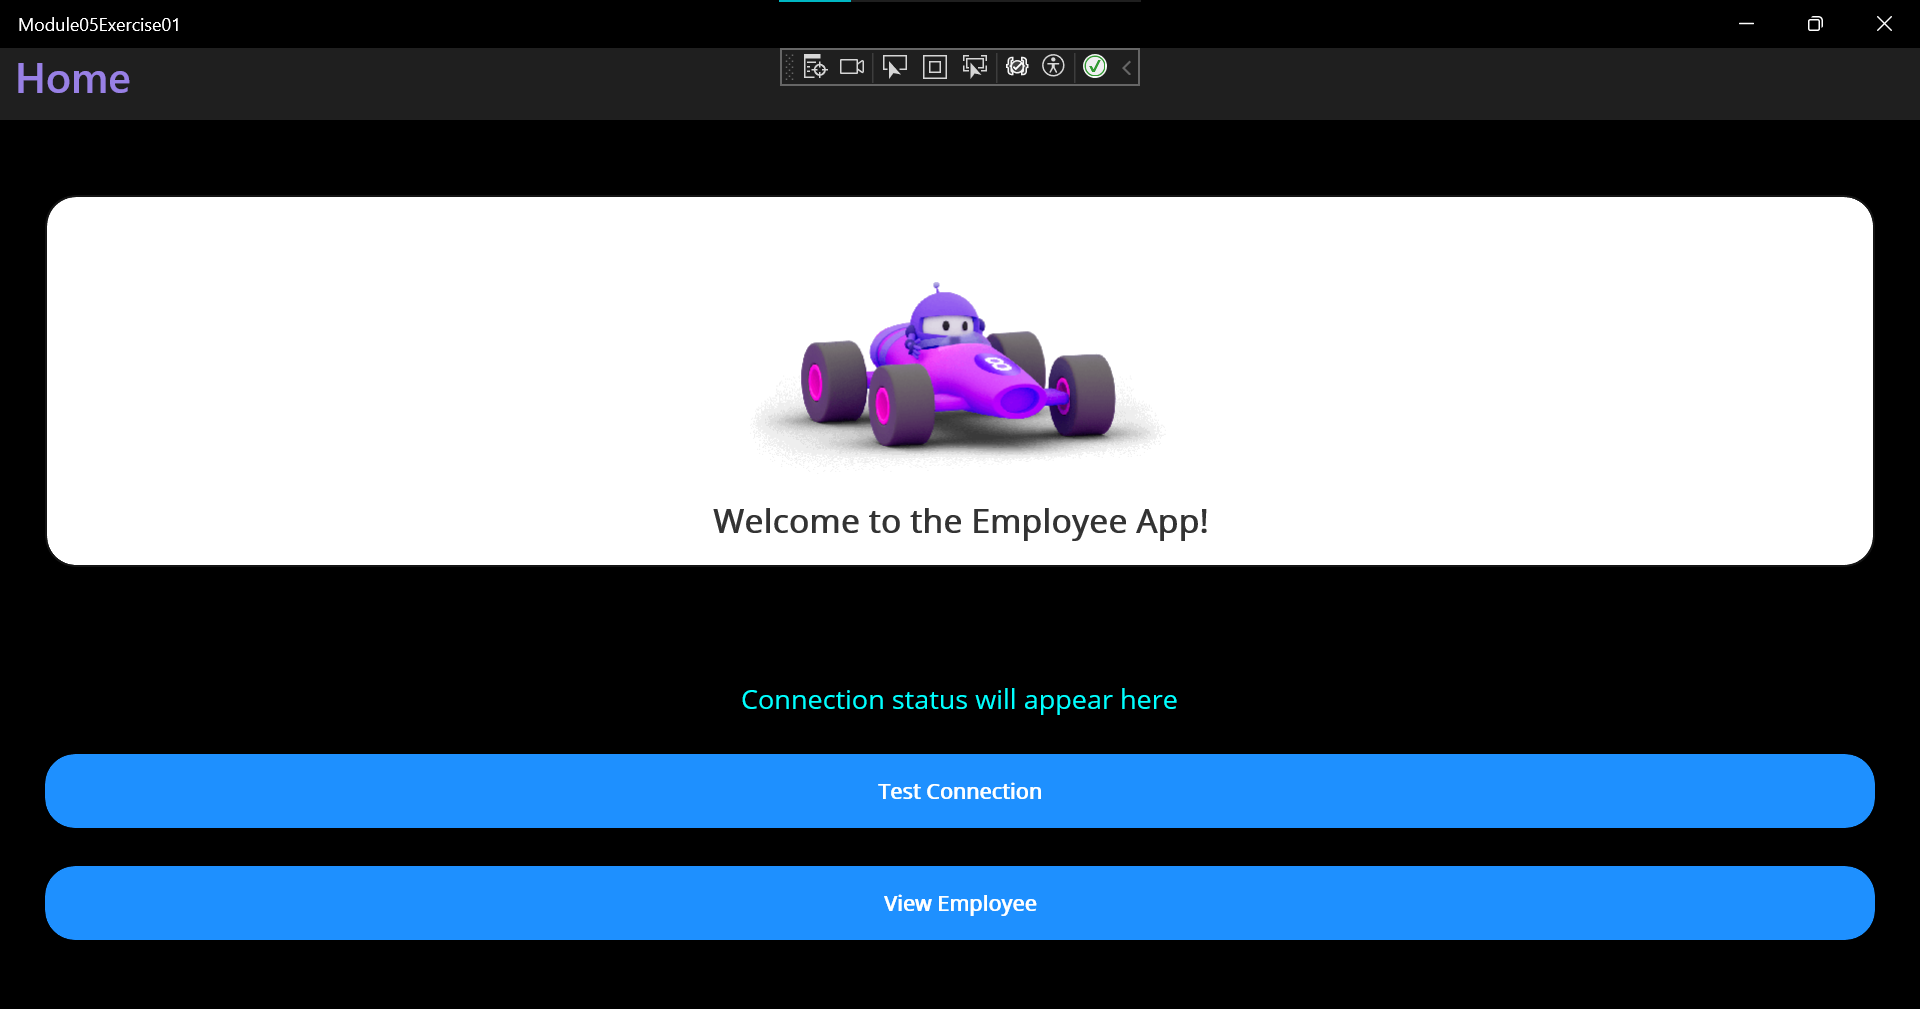 Module05Exercise01
Home
8
Welcome to the Employee App!
Connection status will appear here
Test Connection
View Employee